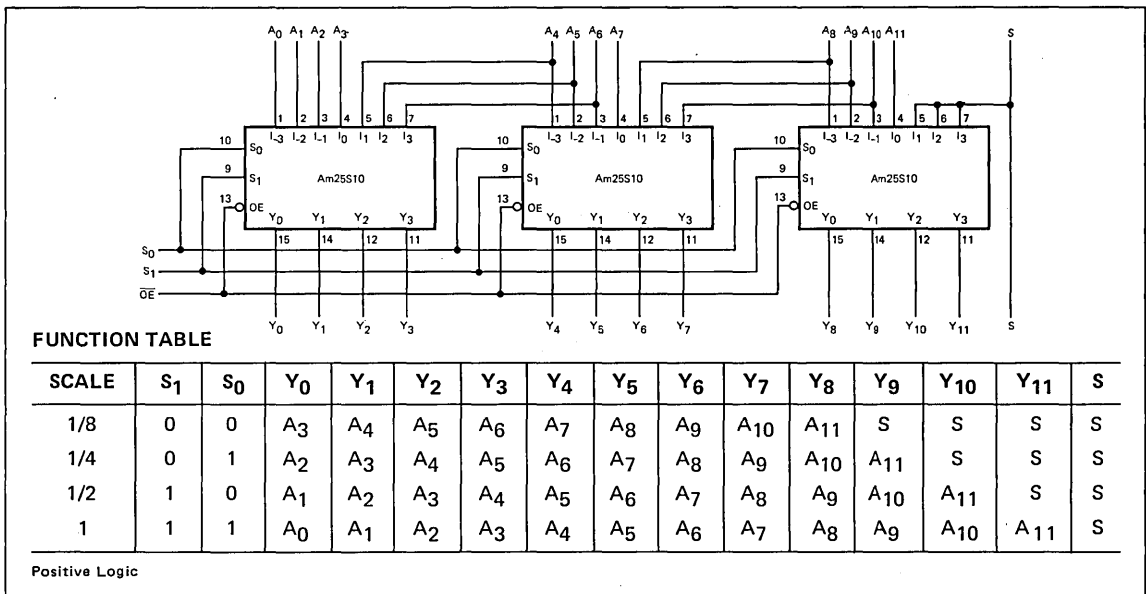 A0 A1 A2 A3 A4 A5 A6 A7 A8 A9 A10 A11 S
1 2 3 4 5 6 7 1 2 3 4 5 6 7 1 2 3 4 5 6 7
I-3 I-2 I-1 I0 I1 I2 I3 I-3 I-2 I-1 I0 I1 I2 I3 I-3 I-2 I-1 I0 I1 I2 I3
10 S0 10 S0 10 S0
9 S1 Am25S10 9 S1 Am25S10 9 S1 Am25S10
13 OE 13 OE 13 OE
Y0 Y1 Y2 Y3 Y0 Y1 Y2 Y3 Y0 Y1 Y2 Y3
15 14 12 11 15 14 12 11 15 14 12 11
S0
S1
O̅E̅
Y0 Y1 Y2 Y3 Y4 Y5 Y6 Y7 Y8 Y9 Y10 Y11 S
FUNCTION TABLE
SCALE S1 S0 Y0 Y1 Y2 Y3 Y4 Y5 Y6 Y7 Y8 Y9 Y10 Y11 S
1/8 0 0 A3 A4 A5 A6 A7 A8 A9 A10 A11 S S S S
1/4 0 1 A2 A3 A4 A5 A6 A7 A8 A9 A10 A11 S S S
1/2 1 0 A1 A2 A3 A4 A5 A6 A7 A8 A9 A10 A11 S S
1 1 1 A0 A1 A2 A3 A4 A5 A6 A7 A8 A9 A10 A11 S
Positive Logic